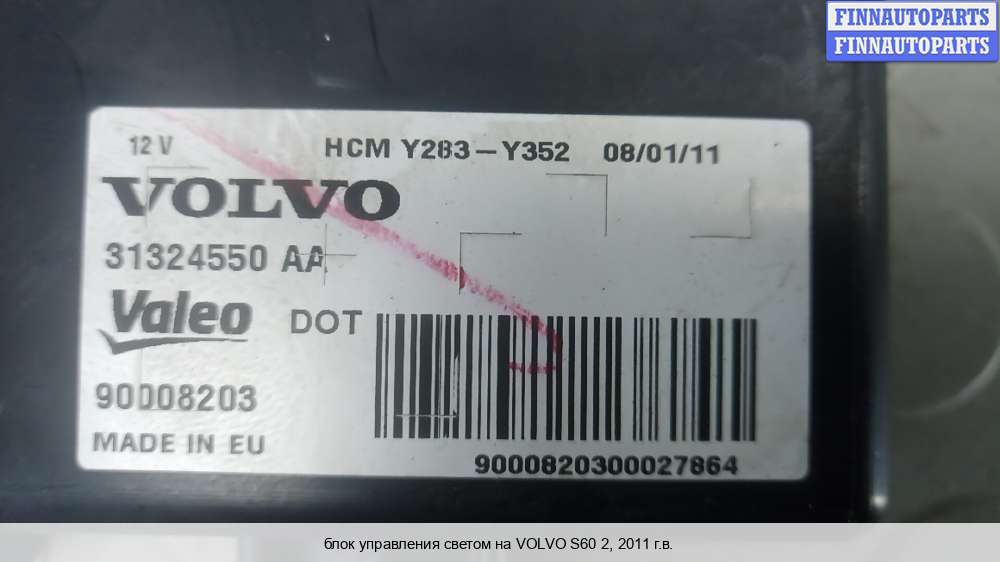 FINNAUTOPARTS
FINNAUTOPARTS
12 V HCM Y283-Y352 08/01/11
VOLVO
31324550 AA
Valeo DOT
90008203
MADE IN EU
9000820300027864
блок управления светом на VOLVO S60 2, 2011 г.в.